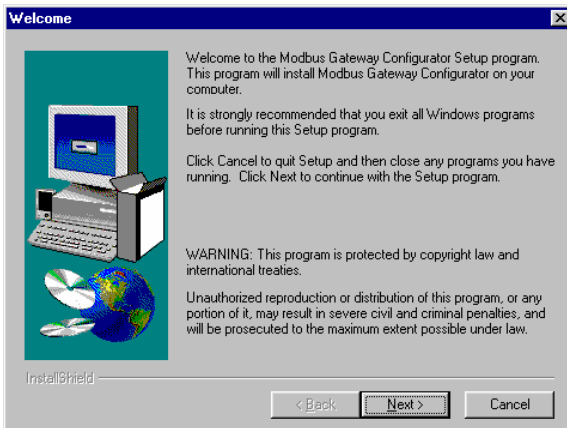 Welcome
Welcome to the Modbus Gateway Configurator Setup program.
This program will install Modbus Gateway Configurator on your
computer.
It is strongly recommended that you exit all Windows programs
before running this Setup program.
Click Cancel to quit Setup and then close any programs you have
running. Click Next to continue with the Setup program.
WARNING: This program is protected by copyright law and
international treaties.
Unauthorized reproduction or distribution of this program, or any
portion of it, may result in severe civil and criminal penalties, and
will be prosecuted to the maximum extent possible under law.
InstallShield
< Back Next > Cancel